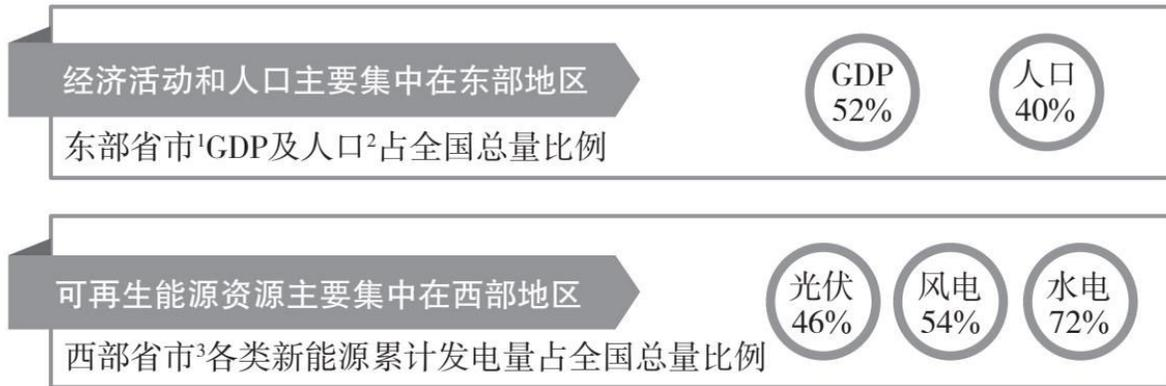 经济活动和人口主要集中在东部地区
GDP
52%
人口
40%
东部省市¹GDP及人口²占全国总量比例
可再生能源资源主要集中在西部地区
光伏
46%
风电
54%
水电
72%
西部省市³各类新能源累计发电量占全国总量比例